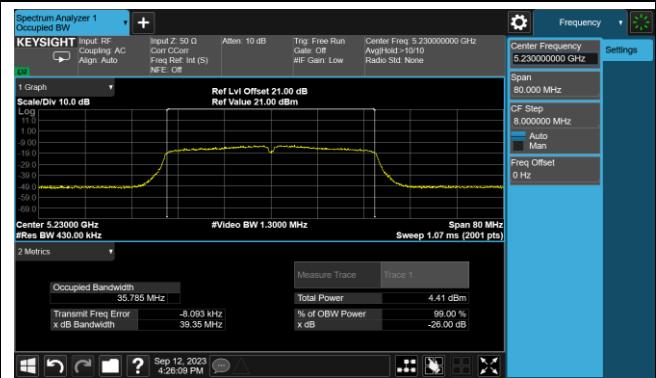 Spectrum Analyzer 1
Occupied BW
Frequency
KEYSIGHT
Input: RF
Coupling: AC
Align: Auto
Input Z: 50 Ω
Corr CCorr
Freq Ref: Int (S)
NFE: Off
Atten: 10 dB
Trig: Free Run
Gate: Off
#IF Gain: Low
Center Freq: 5.230000000 GHz
Avg|Hold:>10/10
Radio Std: None
Center Frequency
5.230000000 GHz
Settings
Span
80.000 MHz
CF Step
8.000000 MHz
Auto
Man
Freq Offset
0 Hz
1 Graph
Scale/Div 10.0 dB
Ref Lvl Offset 21.00 dB
Ref Value 21.00 dBm
Log
11.0
1.00
-9.00
-19.0
-29.0
-39.0
-49.0
-59.0
-69.0
Center 5.23000 GHz
#Res BW 430.00 kHz
#Video BW 1.3000 MHz
Span 80 MHz
Sweep 1.07 ms (2001 pts)
2 Metrics
Measure Trace
Trace 1
Occupied Bandwidth
35.785 MHz
Total Power
4.41 dBm
Transmit Freq Error
-8.093 kHz
% of OBW Power
99.00 %
x dB Bandwidth
39.35 MHz
x dB
-26.00 dB
Sep 12, 2023
4:26:09 PM